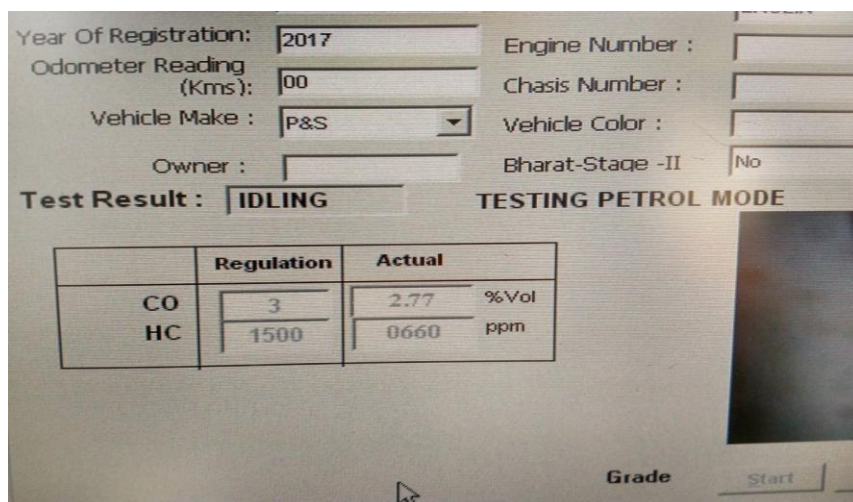 Year Of Registration: 2017 Engine Number :
Odometer Reading (Kms): 00 Chasis Number :
Vehicle Make : P&S Vehicle Color :
Owner : Bharat-Stage -II No
Test Result : IDLING TESTING PETROL MODE
Regulation Actual
CO 3 2.77 %Vol
HC 1500 0660 ppm
Grade Start